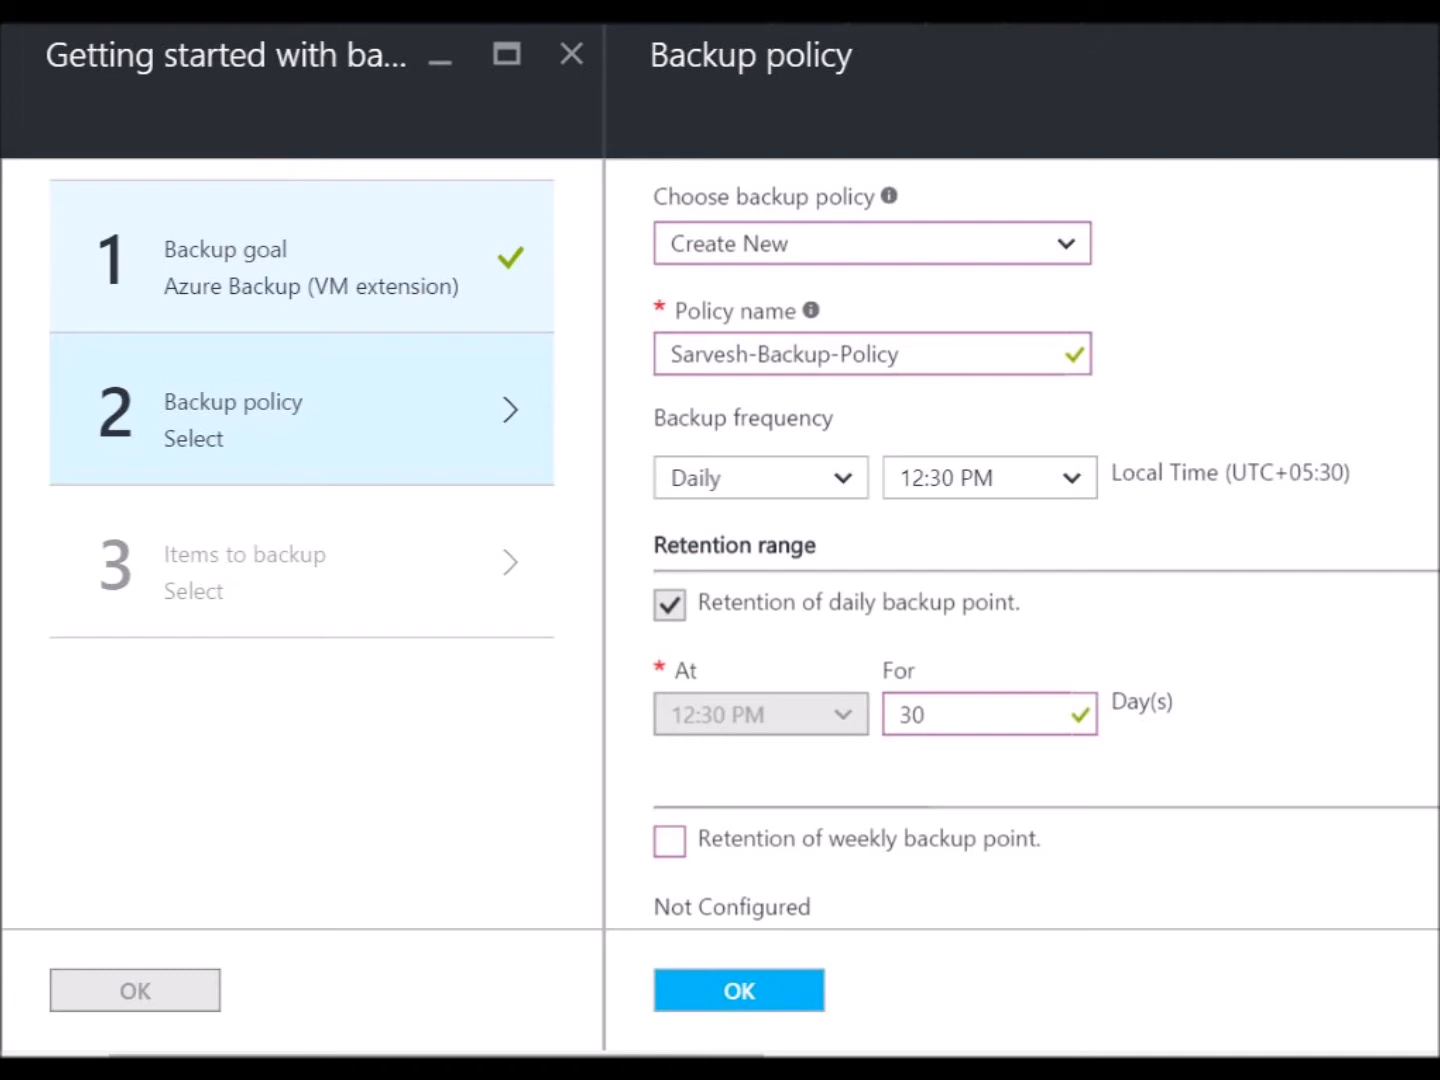 Getting started with ba...
Backup policy
1
Backup goal
Azure Backup (VM extension)
2
Backup policy
Select
3
Items to backup
Select
OK
Choose backup policy
Create New
* Policy name
Sarvesh-Backup-Policy
Backup frequency
Daily 12:30 PM Local Time (UTC+05:30)
Retention range
Retention of daily backup point.
* At For
12:30 PM 30 Day(s)
Retention of weekly backup point.
Not Configured
OK